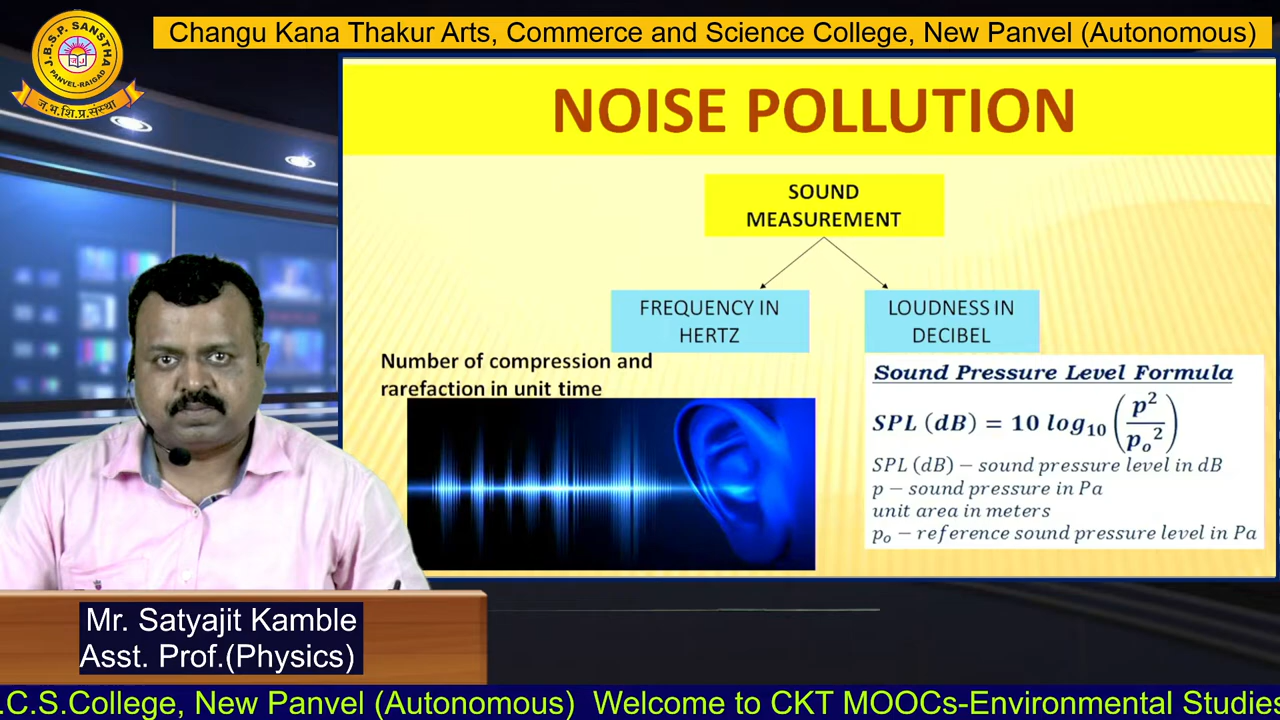 Changu Kana Thakur Arts, Commerce and Science College, New Panvel (Autonomous)
J.B.S.P. SANSTHA
PANVEL-RAIGAD
ज.भ.शि.प्र.संस्था
NOISE POLLUTION
SOUND
MEASUREMENT
FREQUENCY IN
HERTZ
LOUDNESS IN
DECIBEL
Number of compression and
rarefaction in unit time
Sound Pressure Level Formula
SPL (dB) = 10 log₁₀ (p²/pₒ²)
SPL (dB) – sound pressure level in dB
p – sound pressure in Pa
unit area in meters
pₒ – reference sound pressure level in Pa
Mr. Satyajit Kamble
Asst. Prof.(Physics)
.C.S.College, New Panvel (Autonomous) Welcome to CKT MOOCs-Environmental Studies